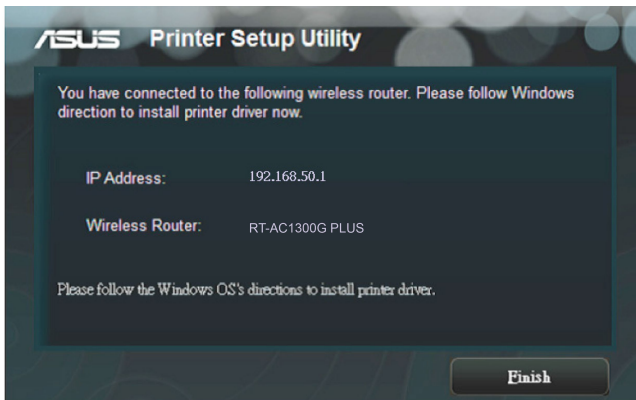 ASUS Printer Setup Utility
You have connected to the following wireless router. Please follow Windows
direction to install printer driver now.
IP Address: 192.168.50.1
Wireless Router: RT-AC1300G PLUS
Please follow the Windows OS's directions to install printer driver.
Finish